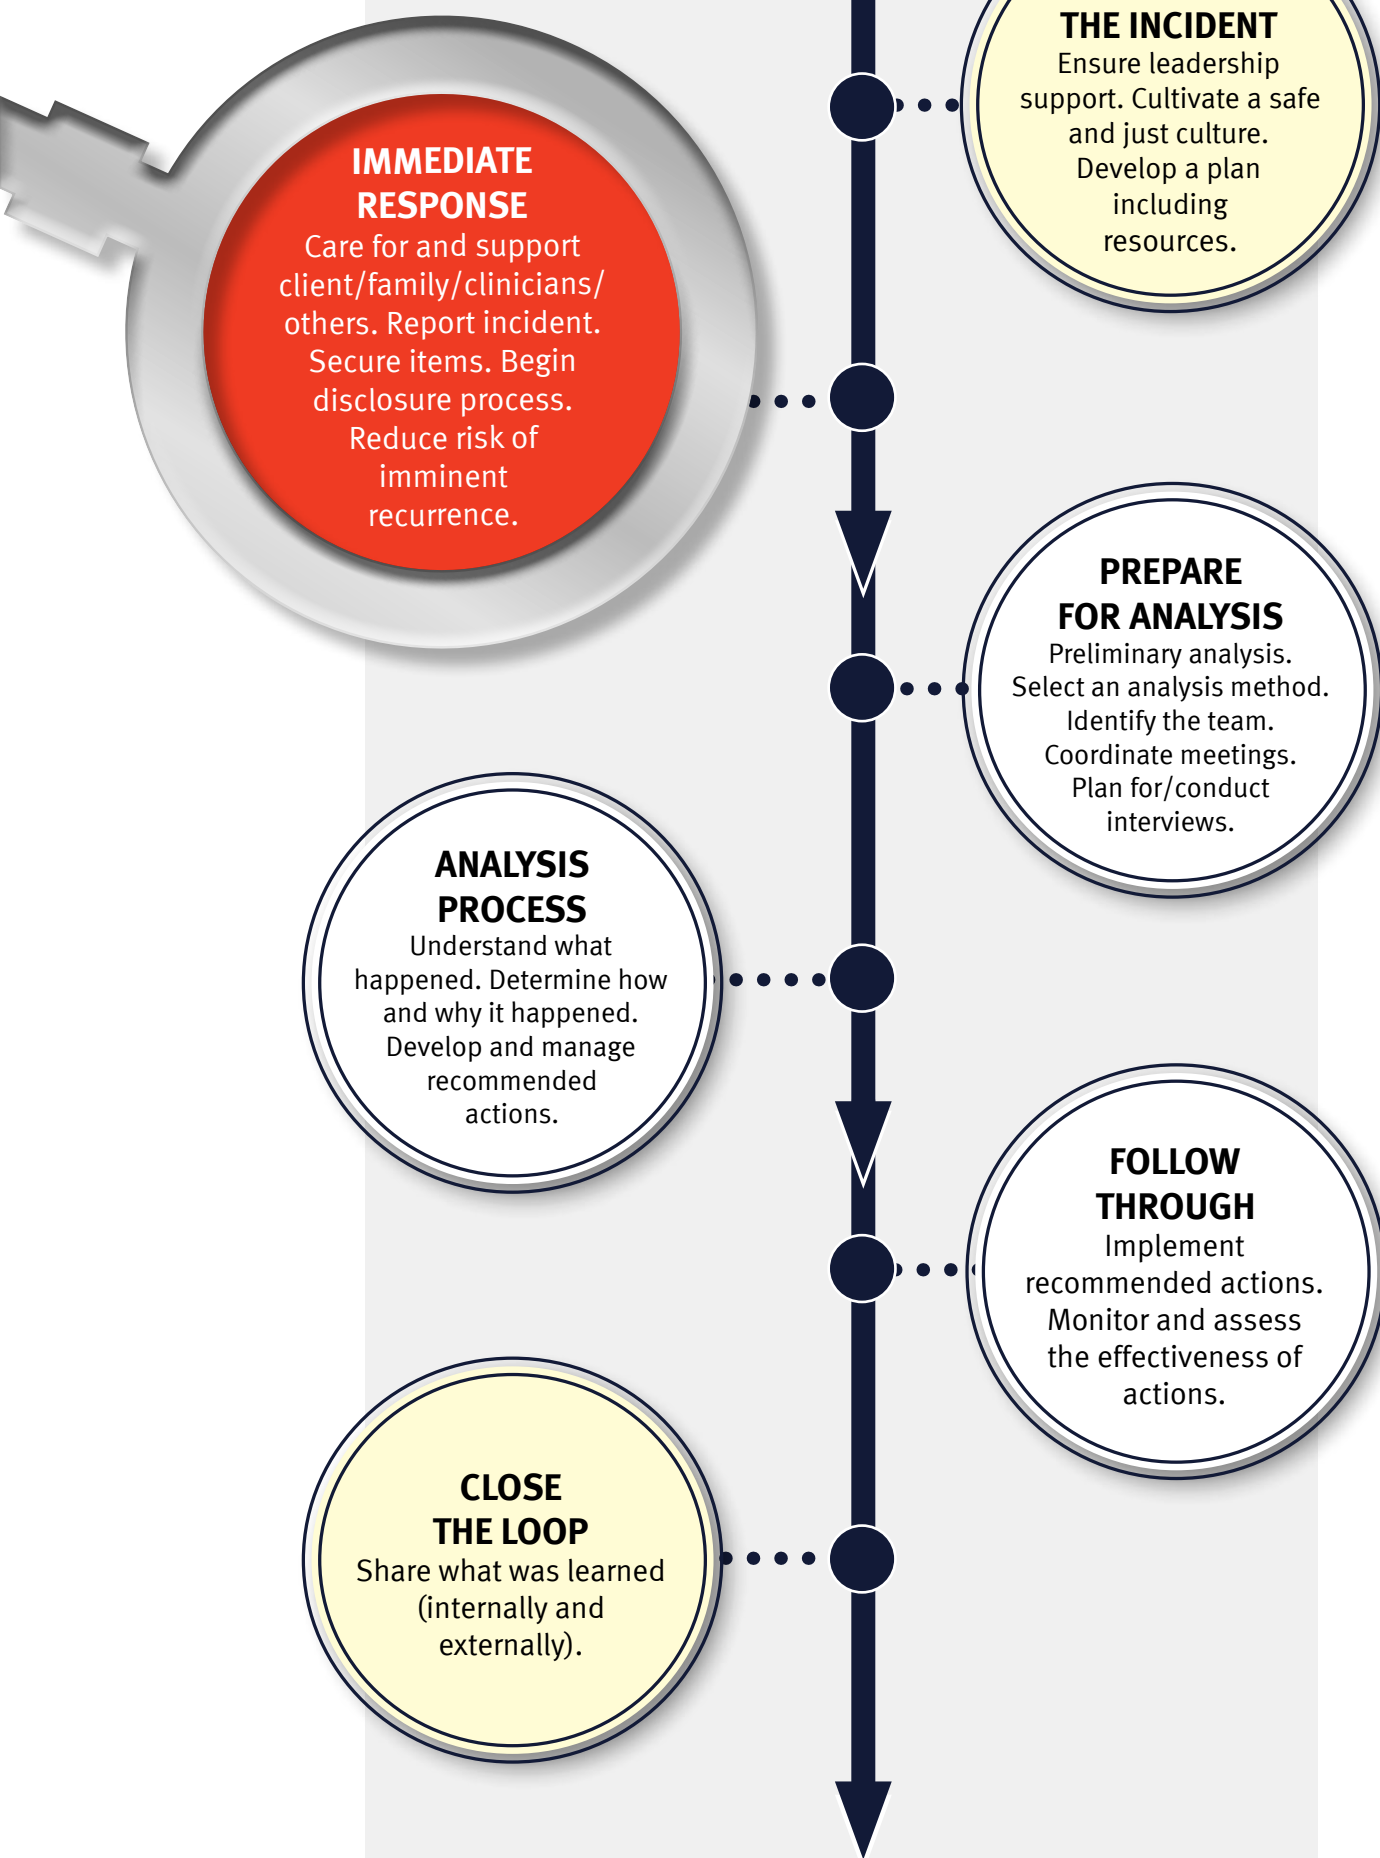 THE INCIDENT
Ensure leadership
support. Cultivate a safe
and just culture.
Develop a plan
including
resources.
IMMEDIATE
RESPONSE
Care for and support
client/family/clinicians/
others. Report incident.
Secure items. Begin
disclosure process.
Reduce risk of
imminent
recurrence.
PREPARE
FOR ANALYSIS
Preliminary analysis.
Select an analysis method.
Identify the team.
Coordinate meetings.
Plan for/conduct
interviews.
ANALYSIS
PROCESS
Understand what
happened. Determine how
and why it happened.
Develop and manage
recommended
actions.
FOLLOW
THROUGH
Implement
recommended actions.
Monitor and assess
the effectiveness of
actions.
CLOSE
THE LOOP
Share what was learned
(internally and
externally).